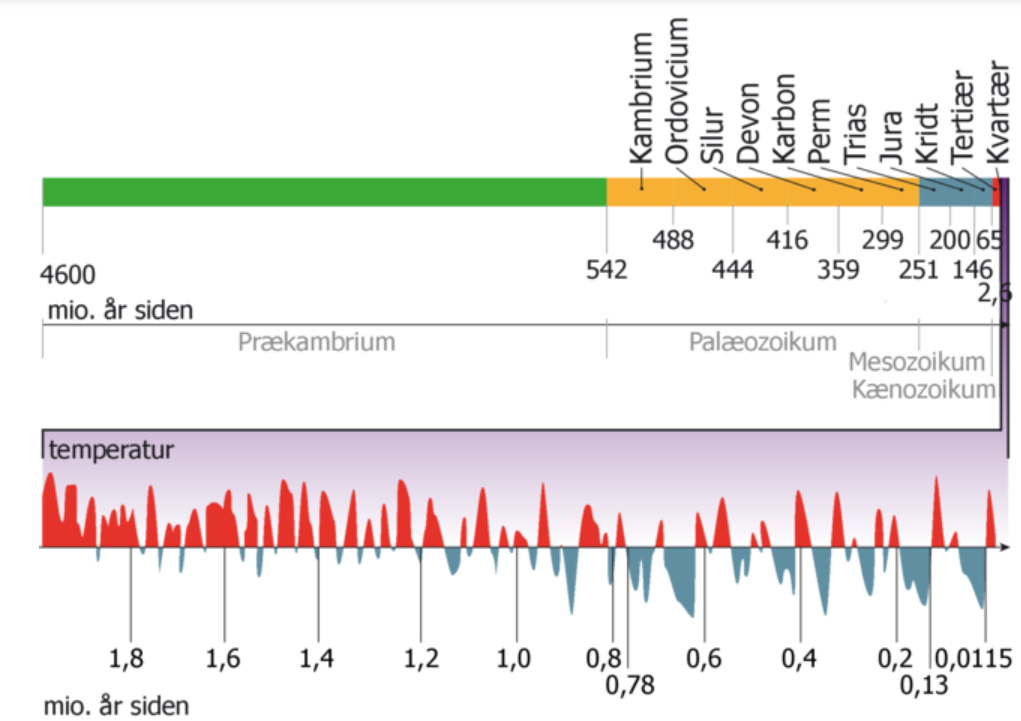 Kambrium
Ordovicium
Silur
Devon
Karbon
Perm
Trias
Jura
Kridt
Tertiær
Kvartær
488 416 299 200 65
4600 542 444 359 251 146
2,6
mio. år siden
Prækambrium Palæozoikum
Mesozoikum
Kænozoikum
temperatur
1,8 1,6 1,4 1,2 1,0 0,8 0,6 0,4 0,2 0,0115
0,78 0,13
mio. år siden